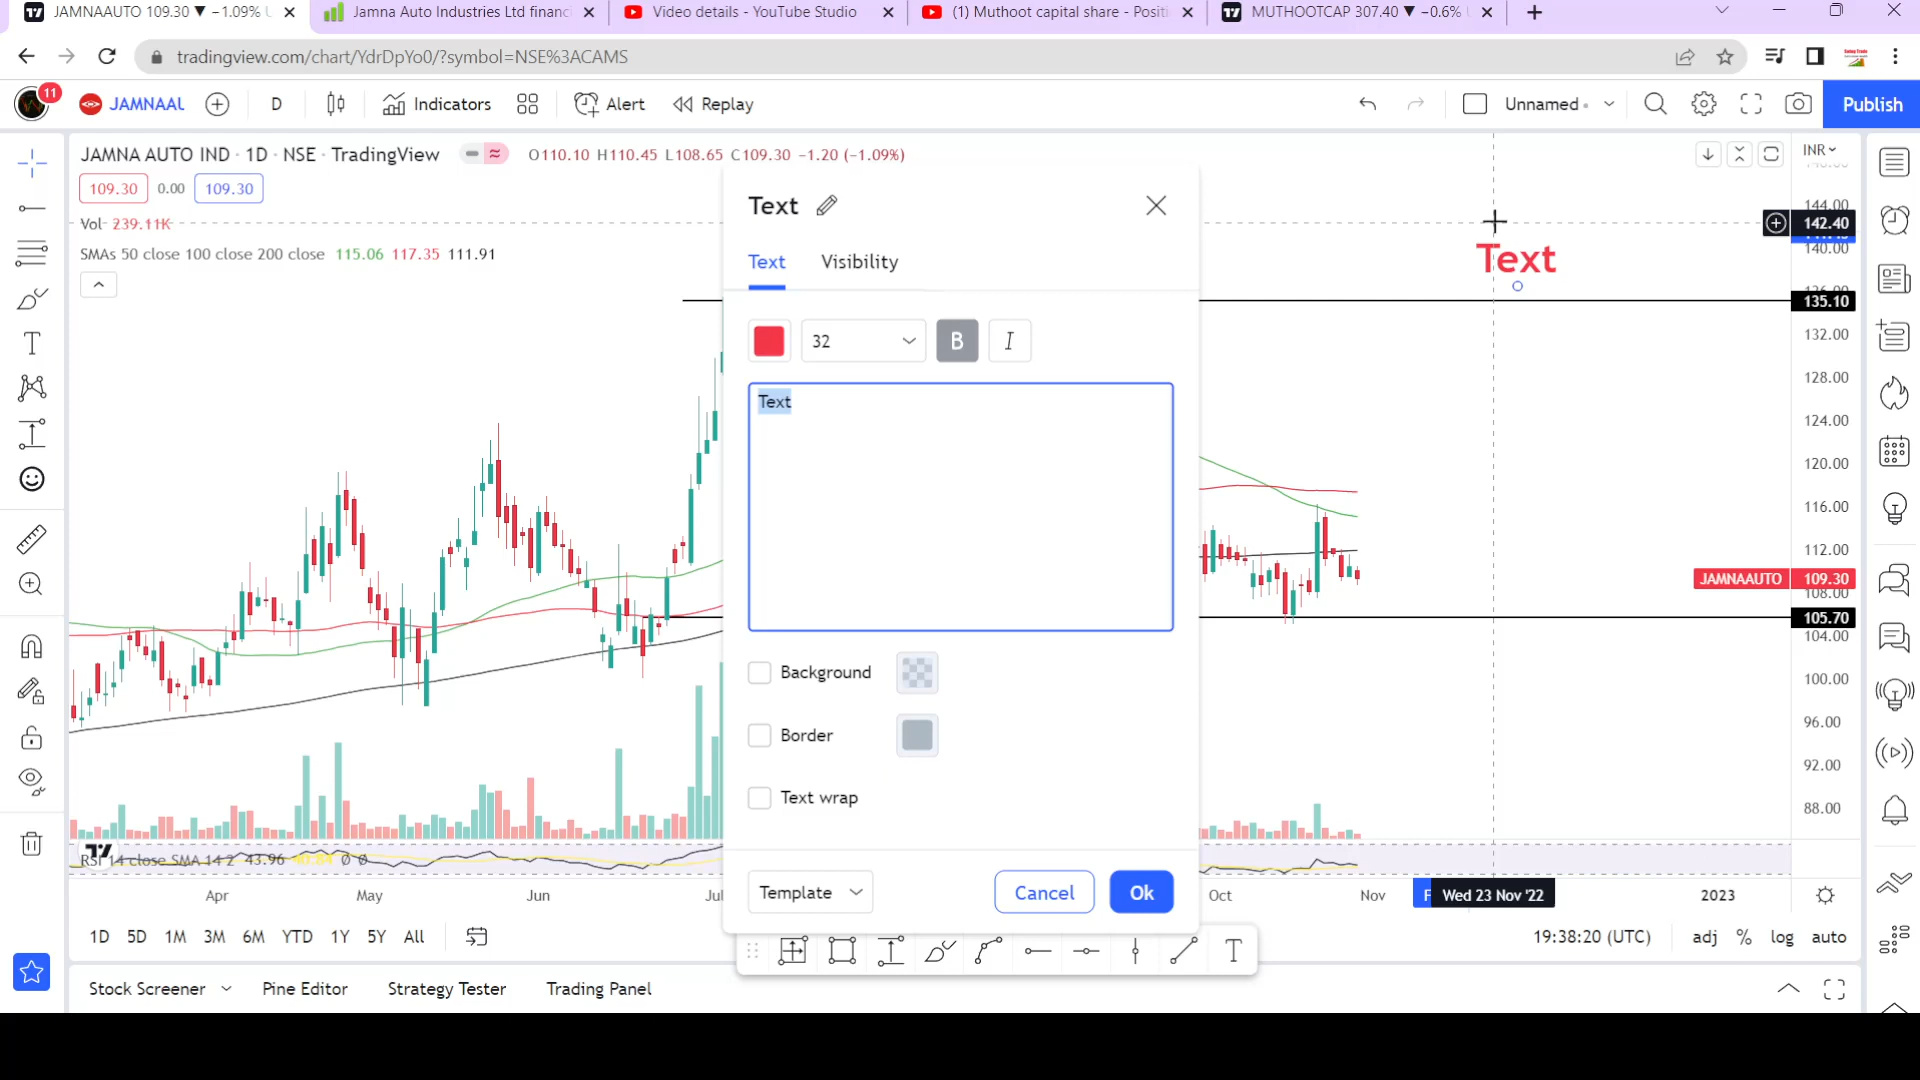 JAMNAAUTO 109.30 ▼ −1.09%
Jamna Auto Industries Ltd financi
Video details - YouTube Studio
(1) Muthoot capital share - Positi
MUTHOOTCAP 307.40 ▼ −0.6%
tradingview.com/chart/YdrDpYo0/?symbol=NSE%3ACAMS
11
JAMNAAL
D
Indicators
Alert
Replay
Unnamed
Publish
JAMNA AUTO IND · 1D · NSE · TradingView
O110.10 H110.45 L108.65 C109.30 −1.20 (−1.09%)
INR
109.30 0.00 109.30
Vol 239.11K
SMAs 50 close 100 close 200 close 115.06 117.35 111.91
Text
Text Visibility
32
B I
Text
Background
Border
Text wrap
Template
Cancel
Ok
Text
144.00
142.40
140.00
135.10
132.00
128.00
124.00
120.00
116.00
112.00
JAMNAAUTO 109.30
108.00
105.70
104.00
100.00
96.00
92.00
88.00
RSI 14 close SMA 14 2 43.96
Apr May Jun Jul Oct Nov Wed 23 Nov '22 2023
1D 5D 1M 3M 6M YTD 1Y 5Y All
19:38:20 (UTC) adj % log auto
Stock Screener Pine Editor Strategy Tester Trading Panel